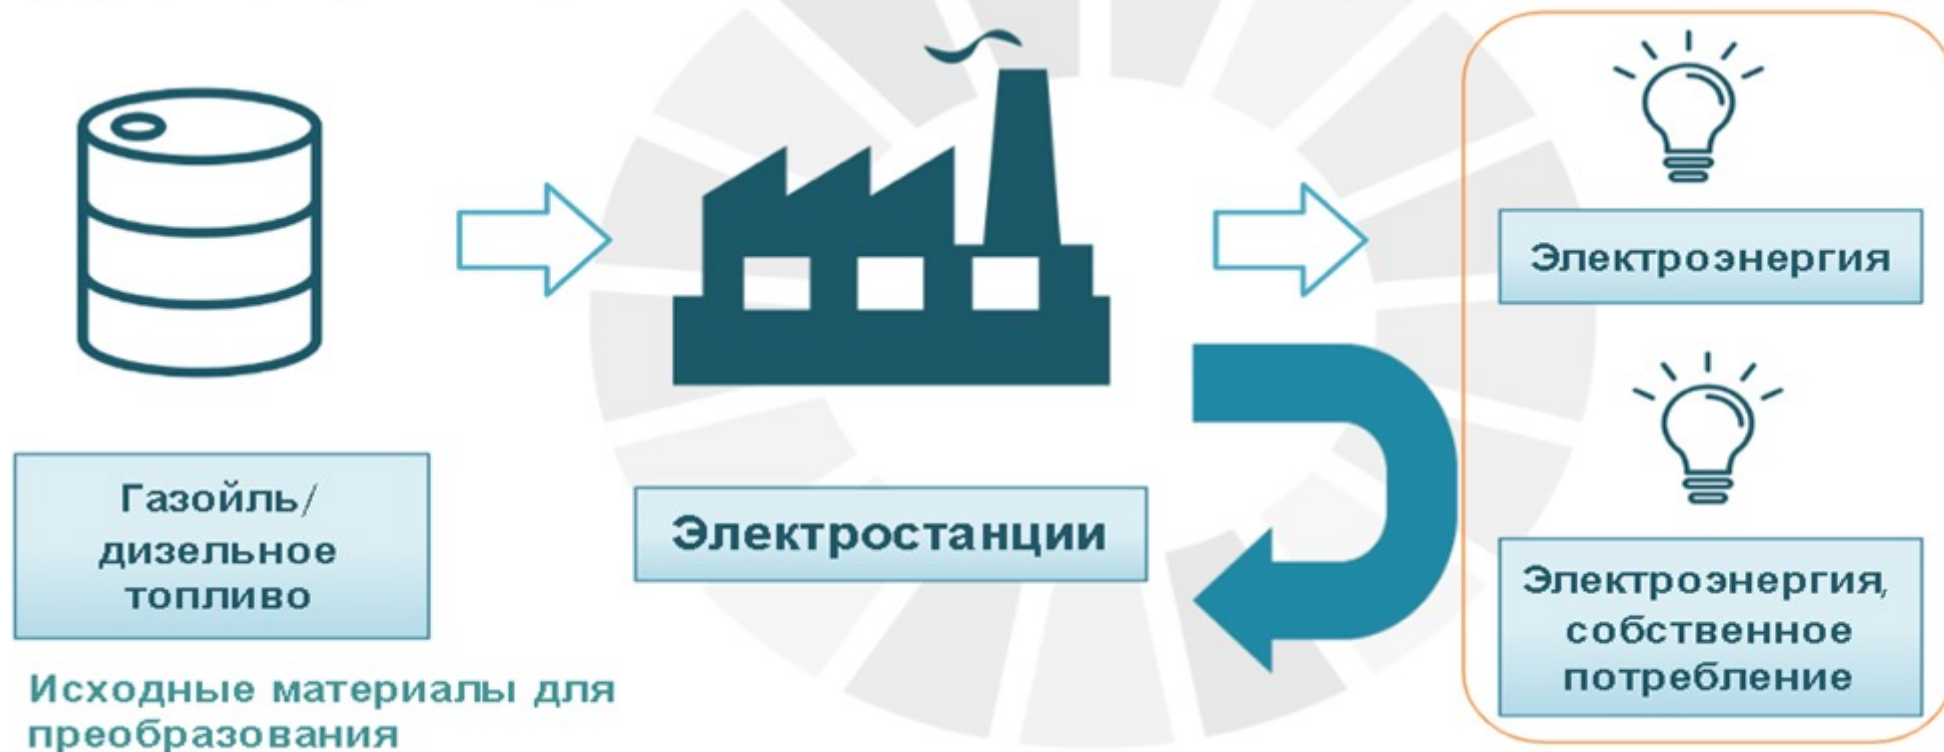 Электроэнергия
Газойль/
дизельное
топливо
Электростанции
Электроэнергия,
собственное
потребление
Исходные материалы для
преобразования